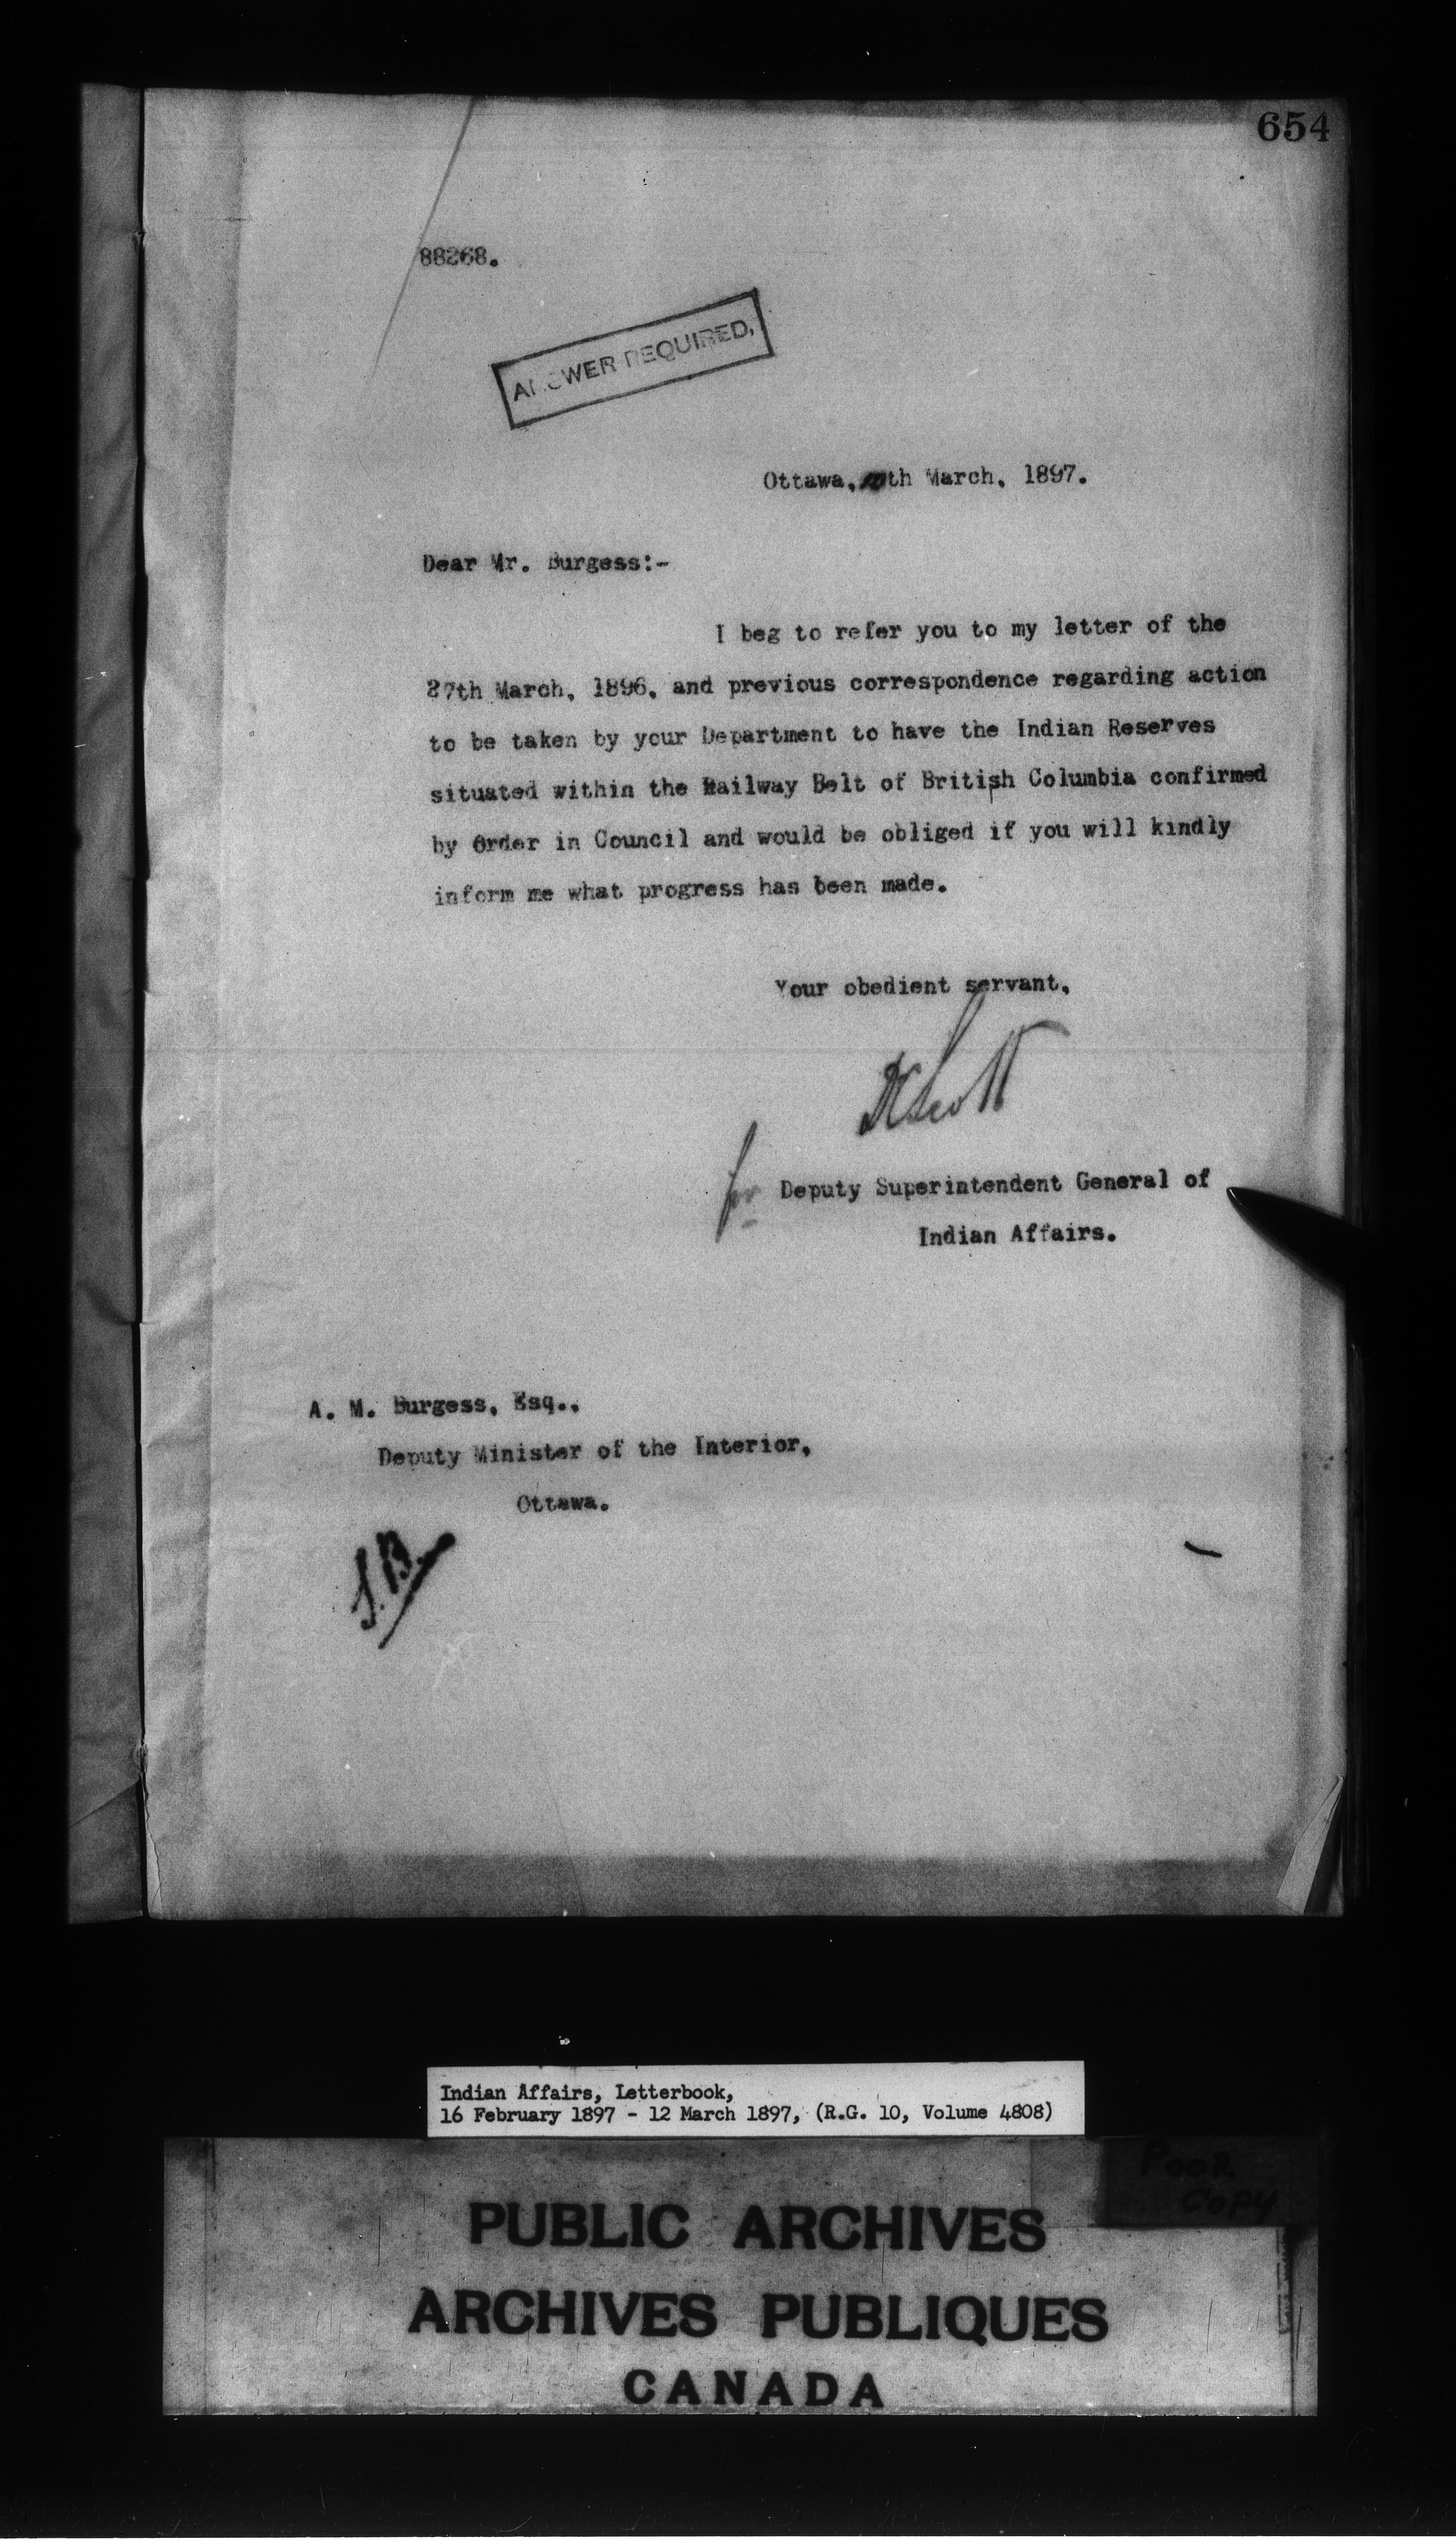 654
88268.
ANSWER REQUIRED,
Ottawa, th March, 1897.
Dear Mr. Burgess:-
I beg to refer you to my letter of the
27th March, 1896, and previous correspondence regarding action
to be taken by your Department to have the Indian Reserves
situated within the Railway Belt of British Columbia confirmed
by Order in Council and would be obliged if you will kindly
inform me what progress has been made.
Your obedient servant,
D C Scott
for Deputy Superintendent General of
Indian Affairs.
A. M. Burgess, Esq.,
Deputy Minister of the Interior,
Ottawa.
Indian Affairs, Letterbook,
16 February 1897 - 12 March 1897, (R.G. 10, Volume 4808)
POOR
COPY
PUBLIC ARCHIVES
ARCHIVES PUBLIQUES
CANADA